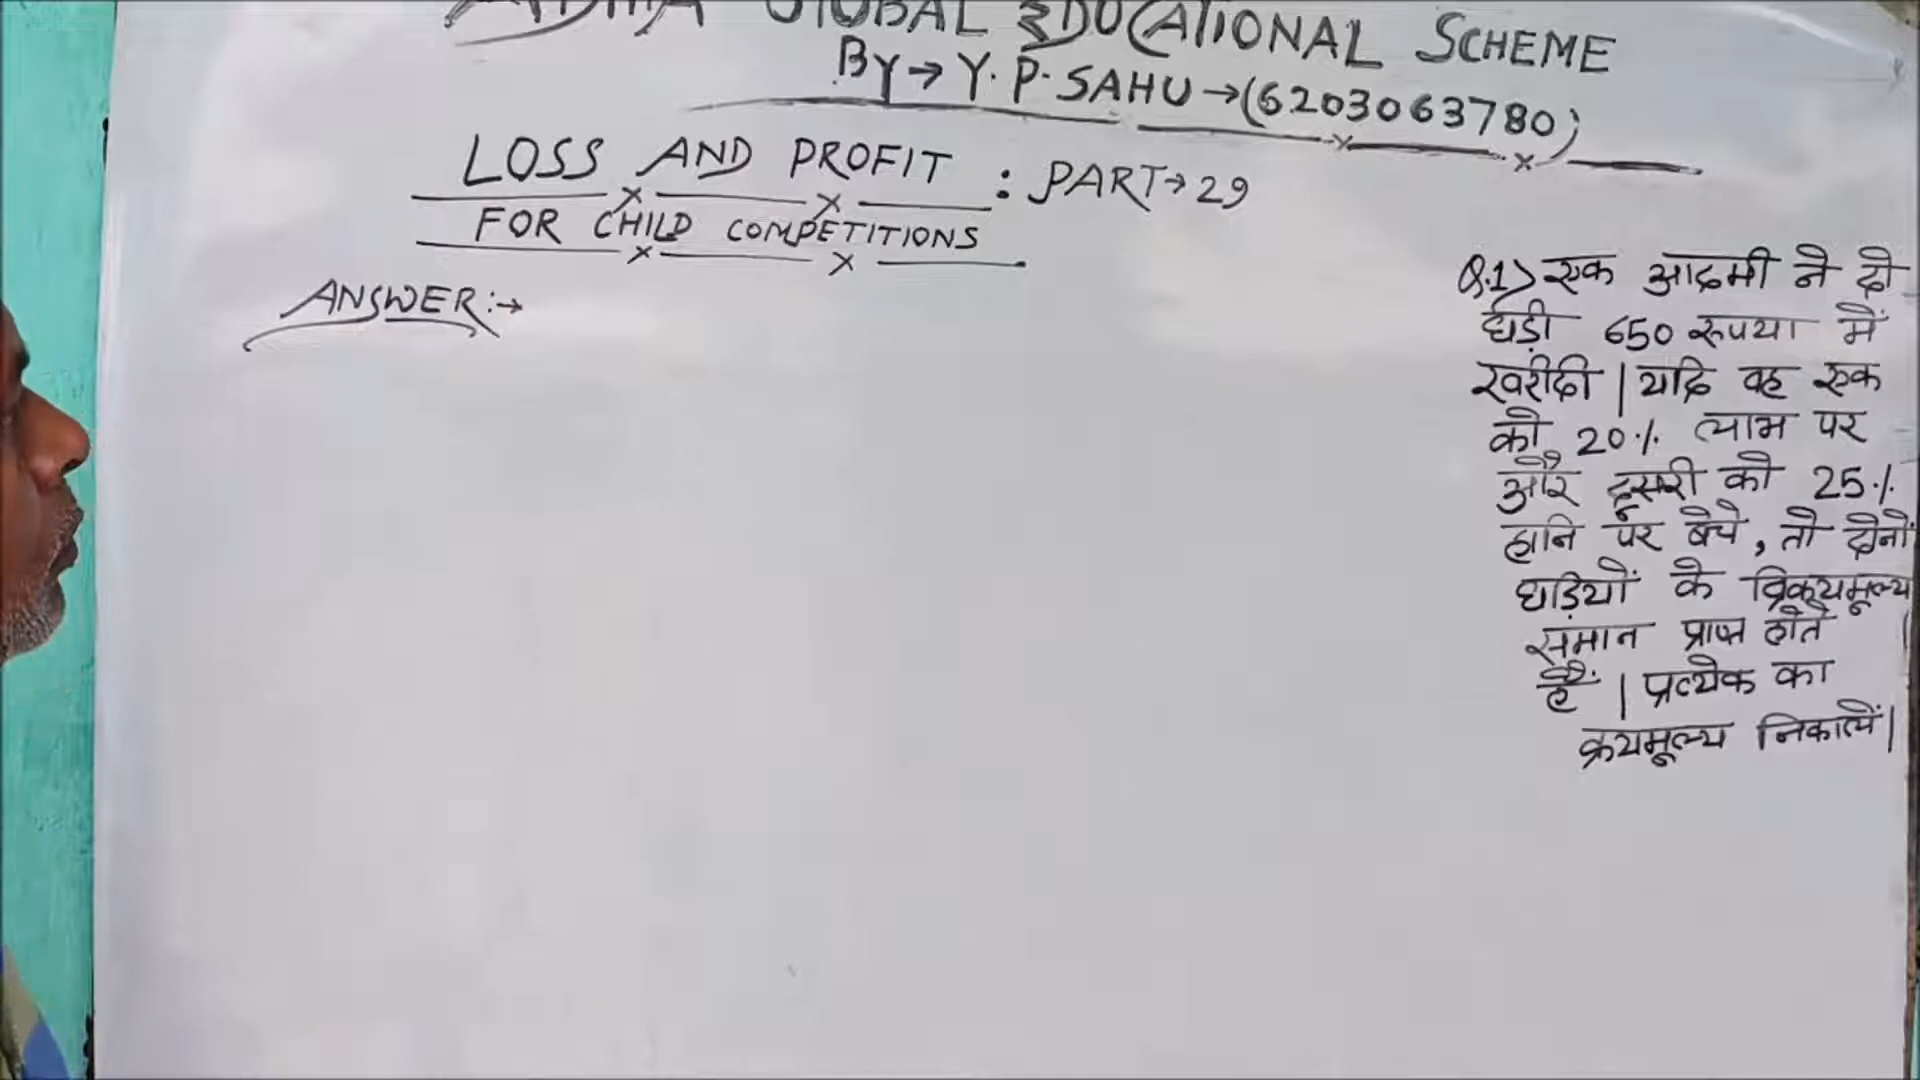 GLOBAL EDUCATIONAL SCHEME
BY→ Y. P. SAHU →(6203063780)
LOSS AND PROFIT : PART→29
FOR CHILD COMPETITIONS
ANSWER:→
Q.1> एक आदमी ने दो
घड़ी 650 रूपया में
खरीदी | यदि वह एक
को 20% लाभ पर
और दूसरी को 25%
हानि पर बेचे, तो दोनों
घड़ियों के विक्रयमूल्य
समान प्राप्त होते
हैं | प्रत्येक का
क्रयमूल्य निकालें|